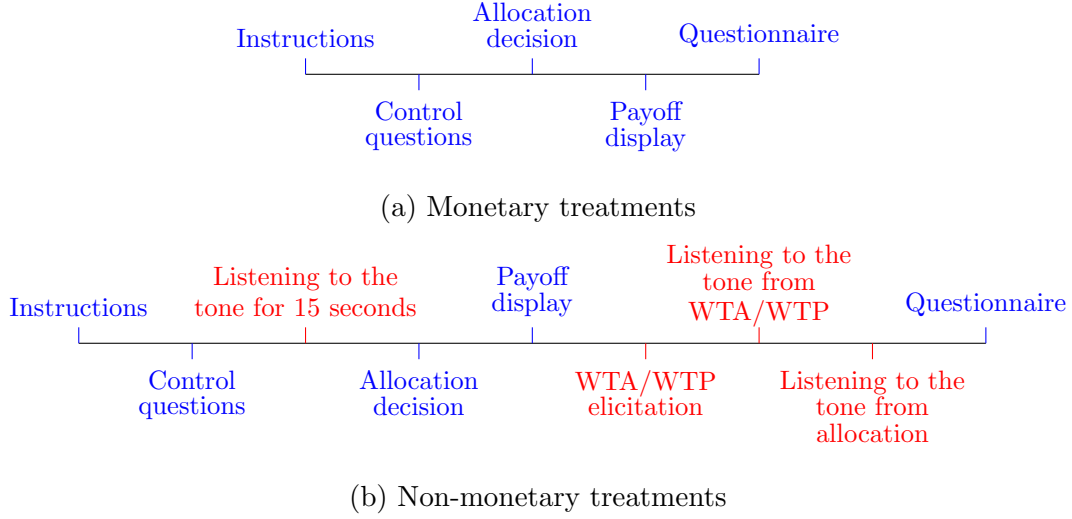 Instructions
Control
questions
Allocation
decision
Payoff
display
Questionnaire
(a) Monetary treatments
Instructions
Control
questions
Listening to the
tone for 15 seconds
Allocation
decision
Payoff
display
WTA/WTP
elicitation
Listening to the
tone from
WTA/WTP
Listening to the
tone from
allocation
Questionnaire
(b) Non-monetary treatments